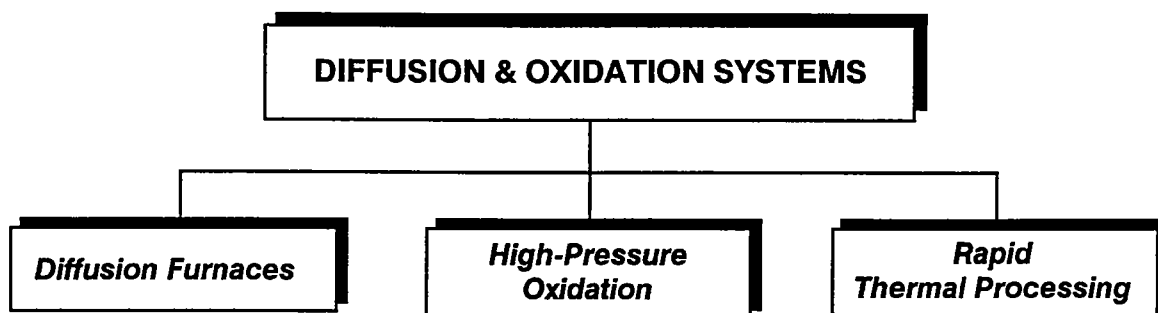 DIFFUSION & OXIDATION SYSTEMS
Diffusion Furnaces
High-Pressure
Oxidation
Rapid
Thermal Processing